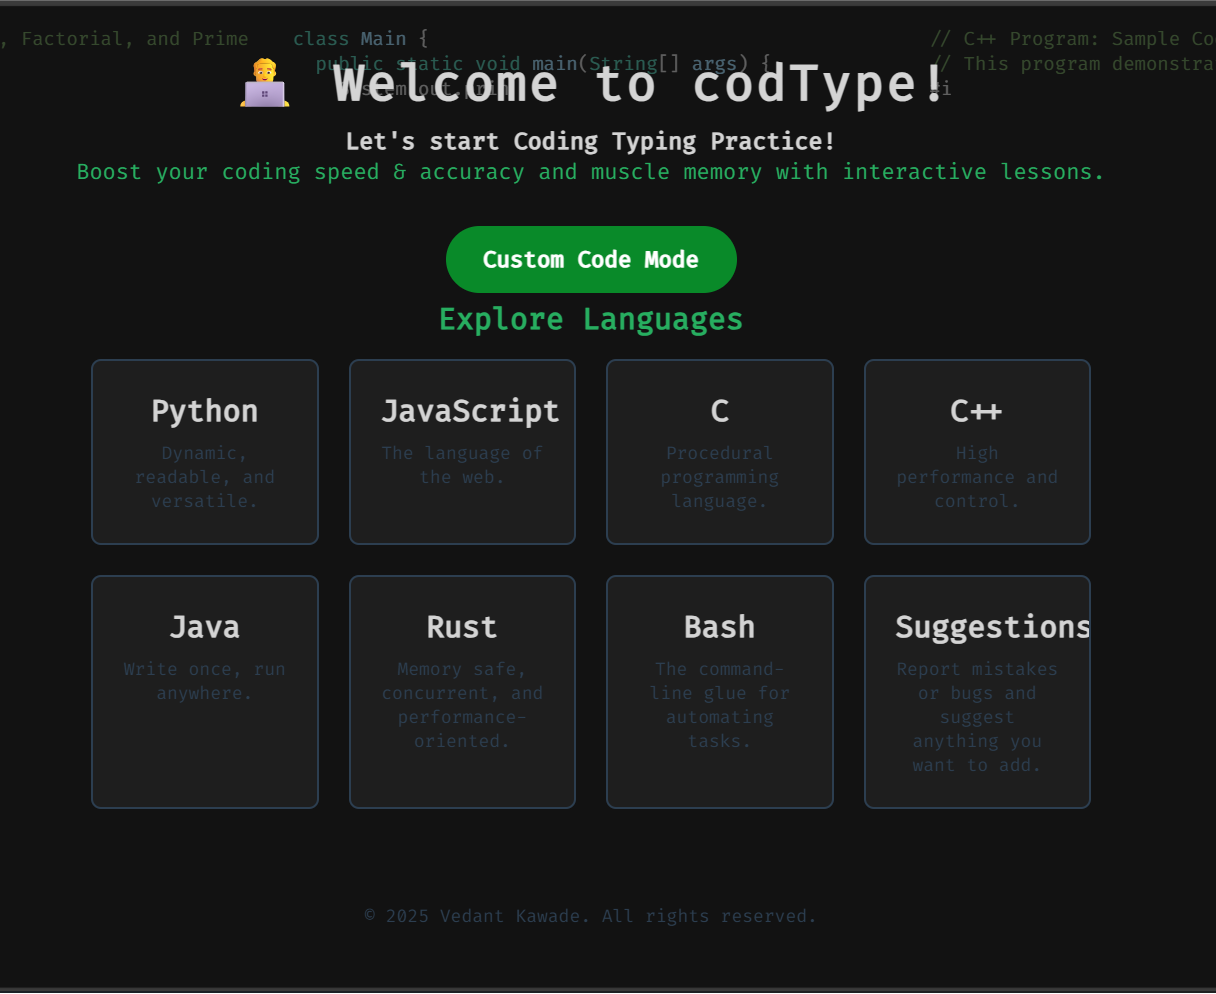 , Factorial, and Prime
class Main {
public static void main(String[] args) {
// C++ Program: Sample Co
// This program demonstra
Welcome to codType!
Let's start Coding Typing Practice!
Boost your coding speed & accuracy and muscle memory with interactive lessons.
Custom Code Mode
Explore Languages
Python
Dynamic,
readable, and
versatile.
JavaScript
The language of
the web.
C
Procedural
programming
language.
C++
High
performance and
control.
Java
Write once, run
anywhere.
Rust
Memory safe,
concurrent, and
performance-
oriented.
Bash
The command-
line glue for
automating
tasks.
Suggestions
Report mistakes
or bugs and
suggest
anything you
want to add.
© 2025 Vedant Kawade. All rights reserved.